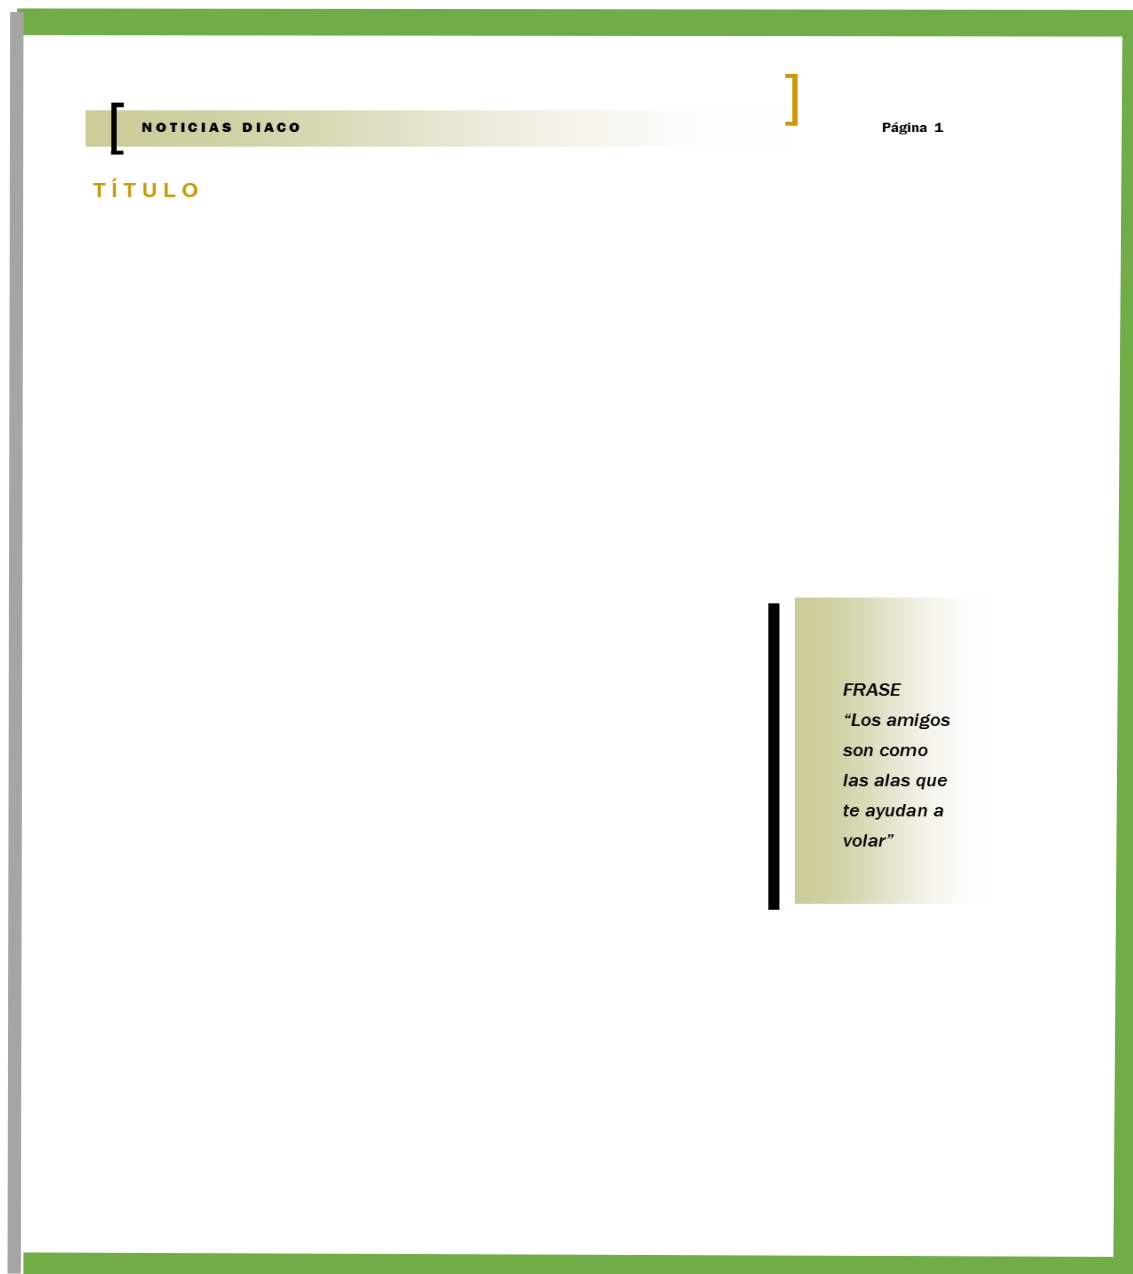 NOTICIAS DIACO
Página 1
TÍTULO
FRASE
“Los amigos
son como
las alas que
te ayudan a
volar”